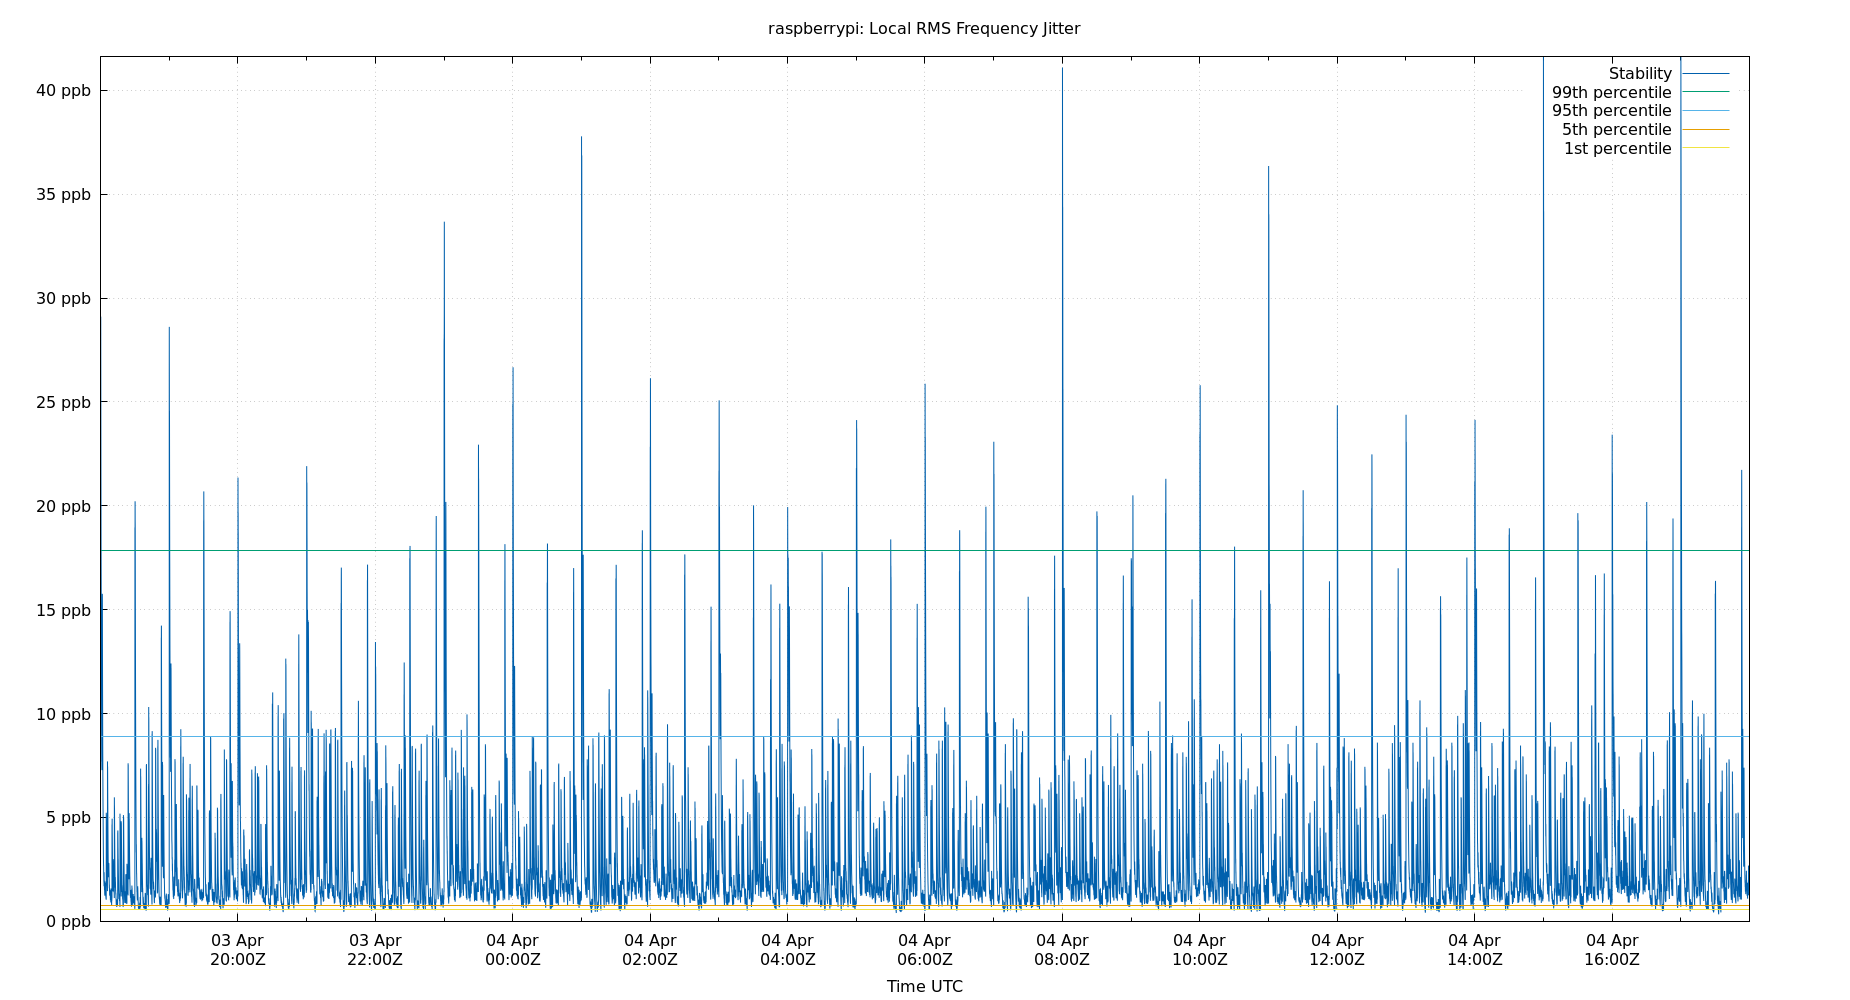 raspberrypi: Local RMS Frequency Jitter
Stability
99th percentile
95th percentile
5th percentile
1st percentile
40 ppb
35 ppb
30 ppb
25 ppb
20 ppb
15 ppb
10 ppb
5 ppb
0 ppb
03 Apr 03 Apr 04 Apr 04 Apr 04 Apr 04 Apr 04 Apr 04 Apr 04 Apr 04 Apr 04 Apr
20:00Z 22:00Z 00:00Z 02:00Z 04:00Z 06:00Z 08:00Z 10:00Z 12:00Z 14:00Z 16:00Z
Time UTC